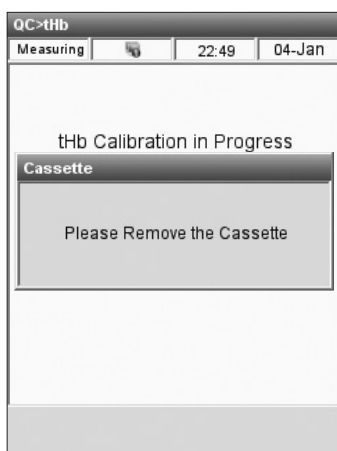 QC>tHb
Measuring 22:49 04-Jan
tHb Calibration in Progress
Cassette
Please Remove the Cassette